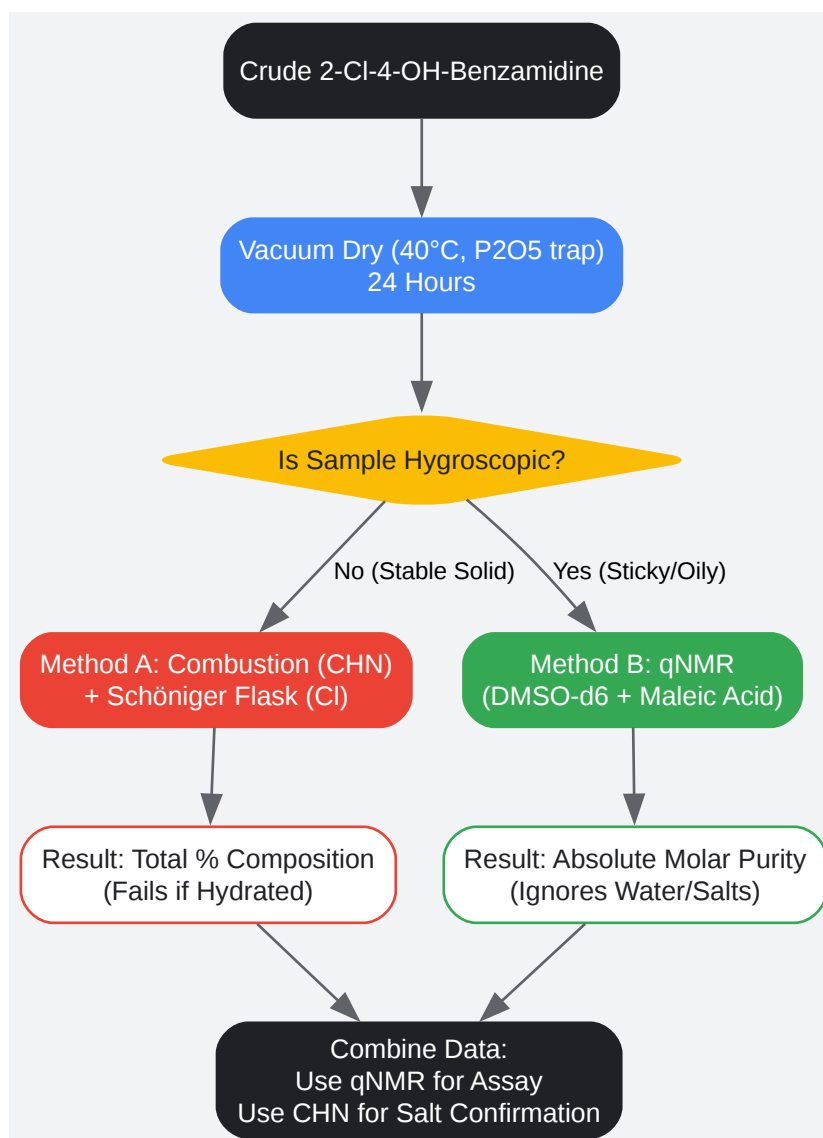 Crude 2-Cl-4-OH-Benzamidine
Vacuum Dry (40°C, P2O5 trap)
24 Hours
Is Sample Hygroscopic?
No (Stable Solid)
Yes (Sticky/Oily)
Method A: Combustion (CHN)
+ Schöniger Flask (Cl)
Method B: qNMR
(DMSO-d6 + Maleic Acid)
Result: Total % Composition
(Fails if Hydrated)
Result: Absolute Molar Purity
(Ignores Water/Salts)
Combine Data:
Use qNMR for Assay
Use CHN for Salt Confirmation